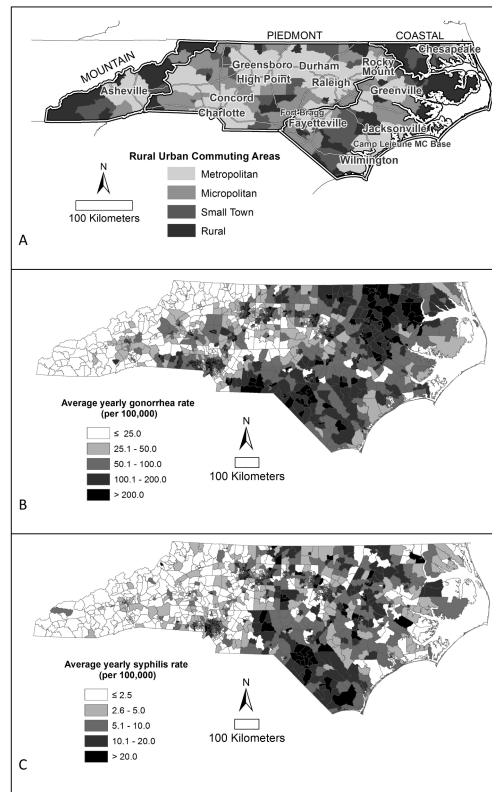 PIEDMONT
COASTAL
MOUNTAIN
Chesapeake
Greensboro
Durham
Rocky
Mount
High Point
Raleigh
Asheville
Greenville
Concord
Fort Bragg
Charlotte
Fayetteville
Jacksonville
Camp Lejeune MC Base
Wilmington
Rural Urban Commuting Areas
N
Metropolitan
Micropolitan
Small Town
Rural
100 Kilometers
A
Average yearly gonorrhea rate
(per 100,000)
≤ 25.0
25.1 - 50.0
50.1 - 100.0
100.1 - 200.0
> 200.0
N
100 Kilometers
B
Average yearly syphilis rate
(per 100,000)
≤ 2.5
2.6 - 5.0
5.1 - 10.0
10.1 - 20.0
> 20.0
N
100 Kilometers
C